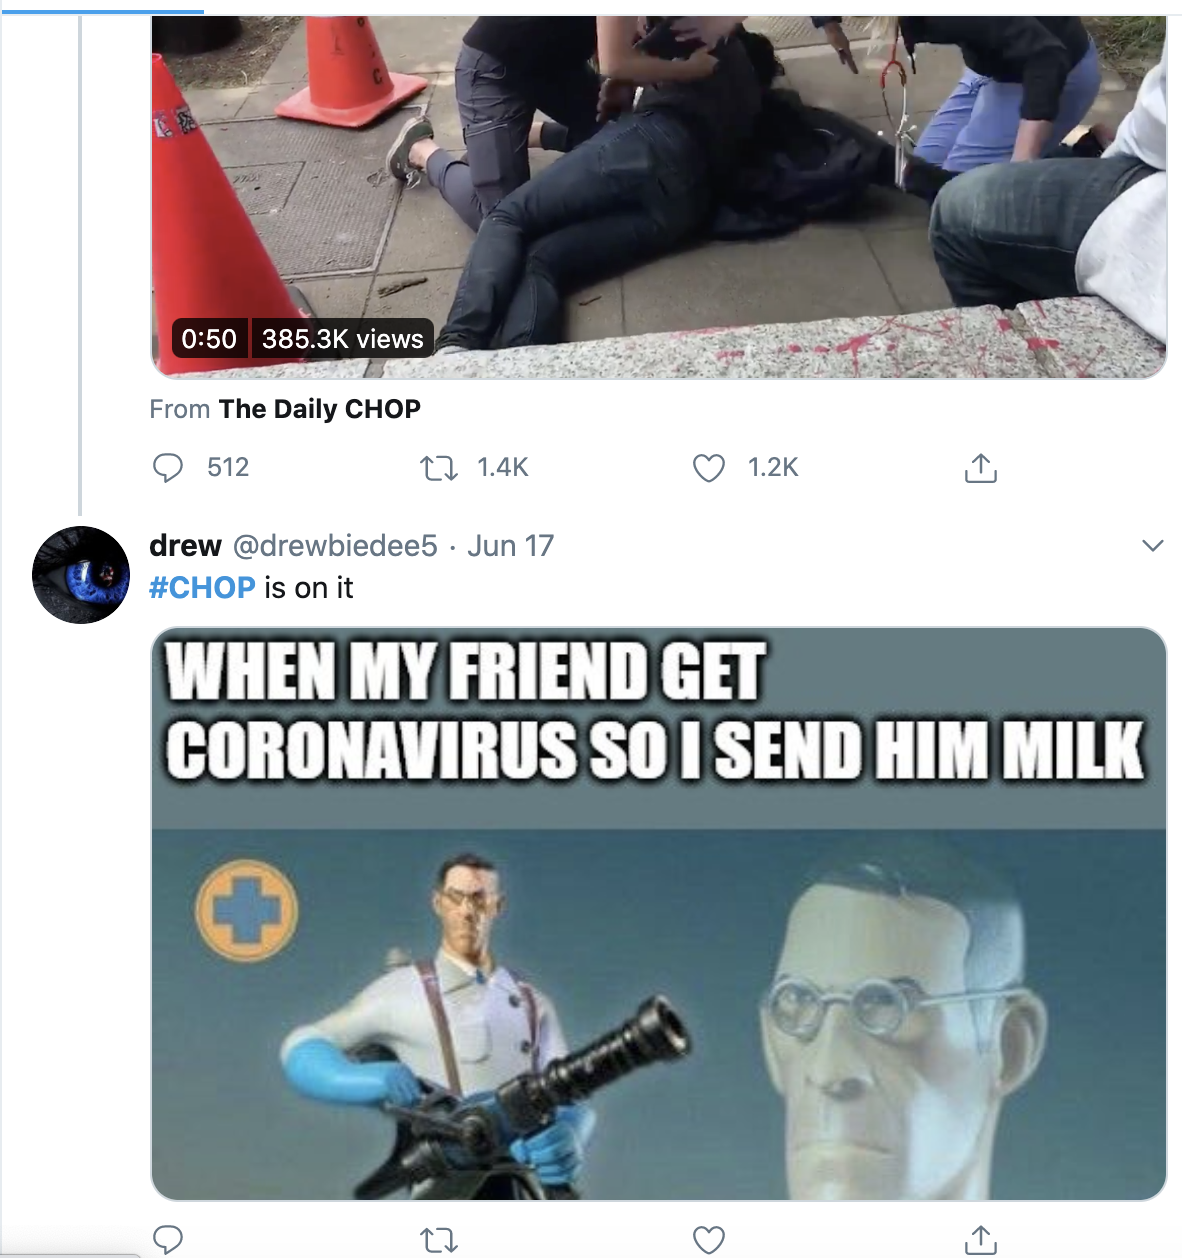 0:50 385.3K views
From The Daily CHOP
512 1.4K 1.2K
drew @drewbiedee5 · Jun 17
#CHOP is on it
WHEN MY FRIEND GET
CORONAVIRUS SO I SEND HIM MILK